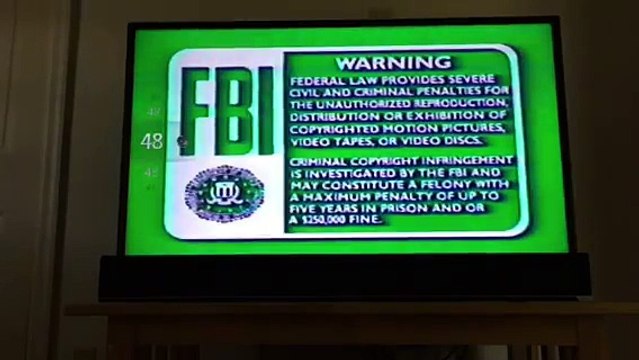 FBI
WARNING
FEDERAL LAW PROVIDES SEVERE
CIVIL AND CRIMINAL PENALTIES FOR
THE UNAUTHORIZED REPRODUCTION,
DISTRIBUTION OR EXHIBITION OF
COPYRIGHTED MOTION PICTURES,
VIDEO TAPES, OR VIDEO DISCS.
CRIMINAL COPYRIGHT INFRINGEMENT
IS INVESTIGATED BY THE FBI AND
MAY CONSTITUTE A FELONY WITH
A MAXIMUM PENALTY OF UP TO
FIVE YEARS IN PRISON AND OR
A $250,000 FINE.
48
48
48